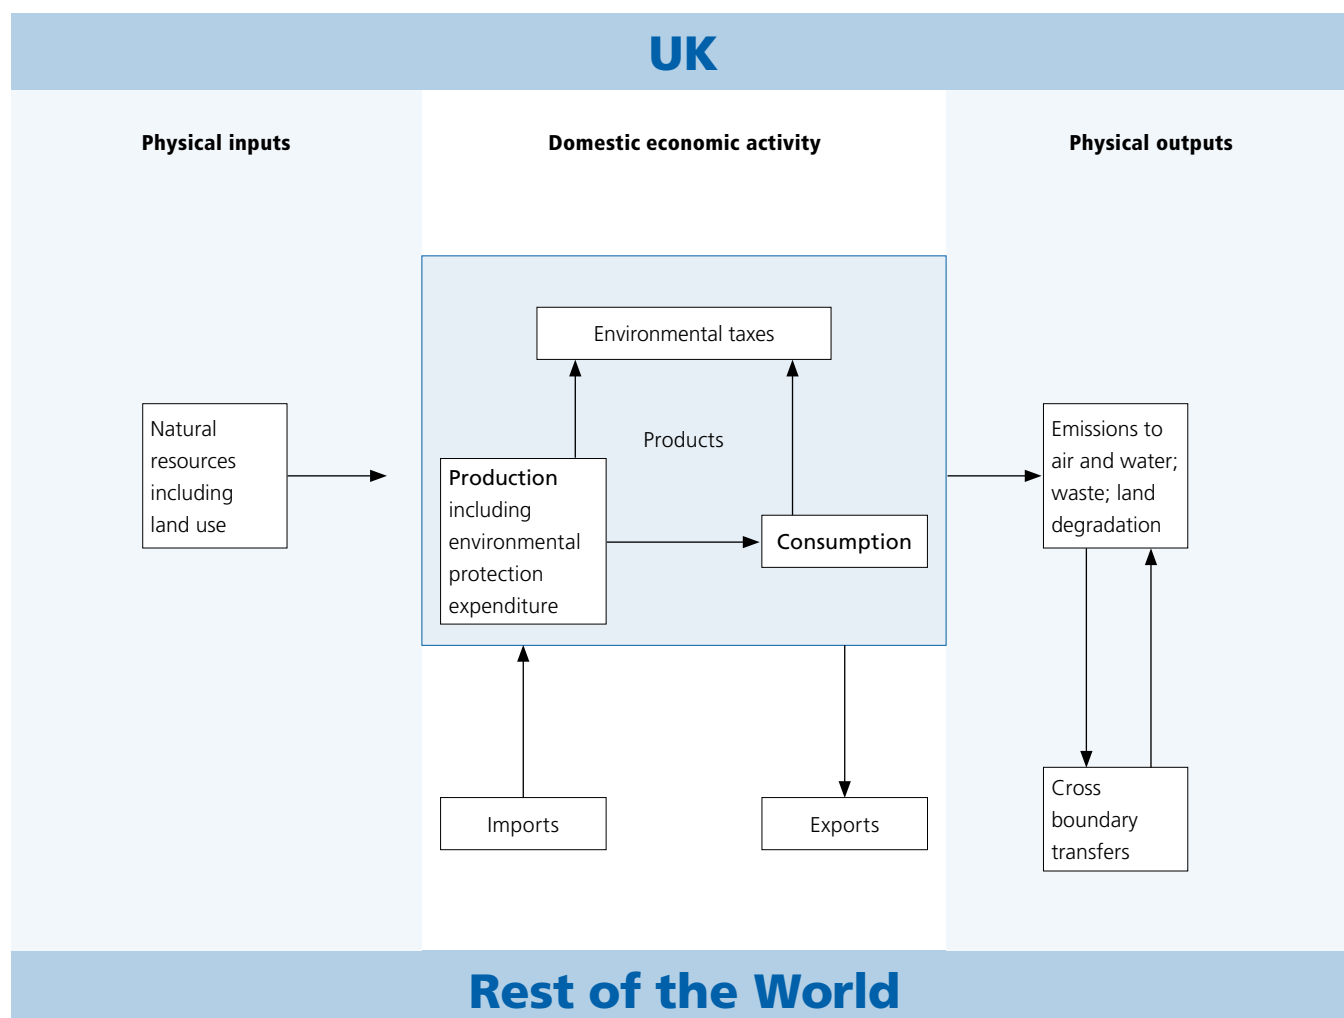 UK
Physical inputs
Domestic economic activity
Physical outputs
Environmental taxes
Natural
resources
including
land use
Products
Production
including
environmental
protection
expenditure
Consumption
Emissions to
air and water;
waste; land
degradation
Imports
Exports
Cross
boundary
transfers
Rest of the World